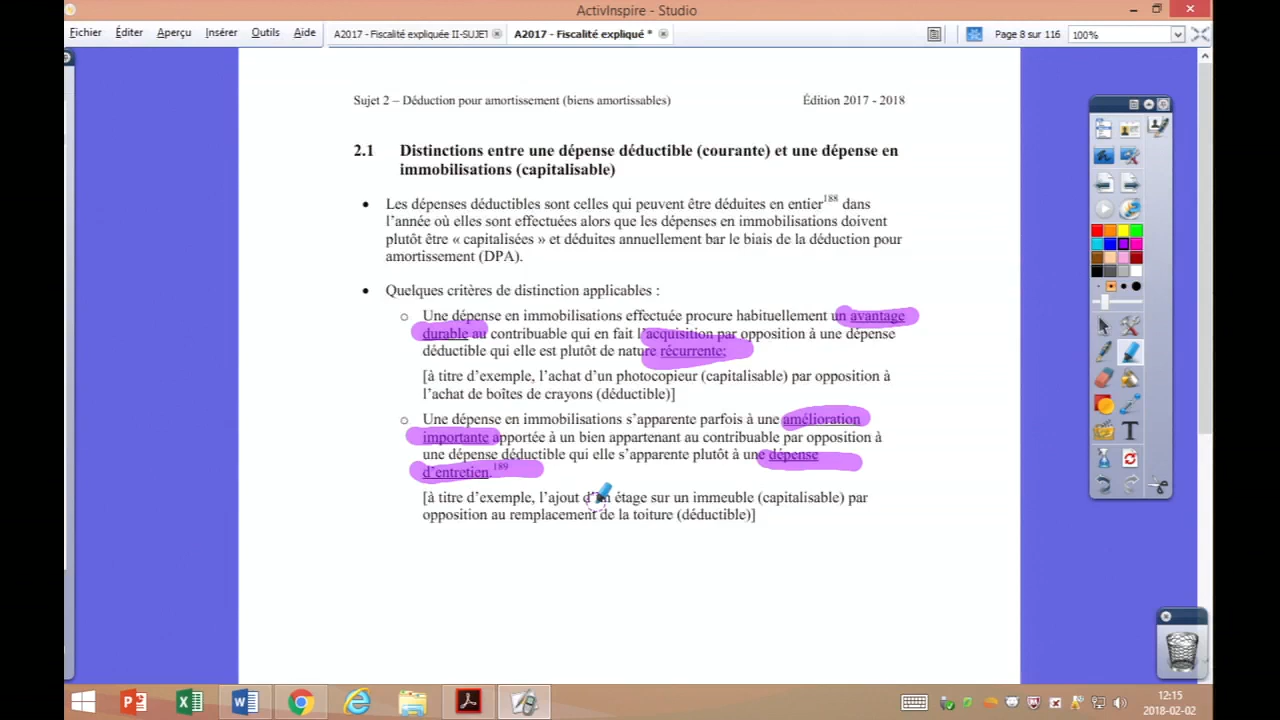 ActivInspire - Studio
Fichier Éditer Aperçu Insérer Outils Aide
A2017 - Fiscalité expliquée II-SUJET
A2017 - Fiscalité expliqué *
Page 8 sur 116
100%
Sujet 2 – Déduction pour amortissement (biens amortissables) Édition 2017 - 2018
2.1 Distinctions entre une dépense déductible (courante) et une dépense en
immobilisations (capitalisable)
• Les dépenses déductibles sont celles qui peuvent être déduites en entier188 dans
l'année où elles sont effectuées alors que les dépenses en immobilisations doivent
plutôt être « capitalisées » et déduites annuellement bar le biais de la déduction pour
amortissement (DPA).
• Quelques critères de distinction applicables :
o Une dépense en immobilisations effectuée procure habituellement un avantage
durable au contribuable qui en fait l'acquisition par opposition à une dépense
déductible qui elle est plutôt de nature récurrente;
[à titre d'exemple, l'achat d'un photocopieur (capitalisable) par opposition à
l'achat de boîtes de crayons (déductible)]
o Une dépense en immobilisations s'apparente parfois à une amélioration
importante apportée à un bien appartenant au contribuable par opposition à
une dépense déductible qui elle s'apparente plutôt à une dépense
d'entretien.189
[à titre d'exemple, l'ajout d'un étage sur un immeuble (capitalisable) par
opposition au remplacement de la toiture (déductible)]
12:15
2018-02-02